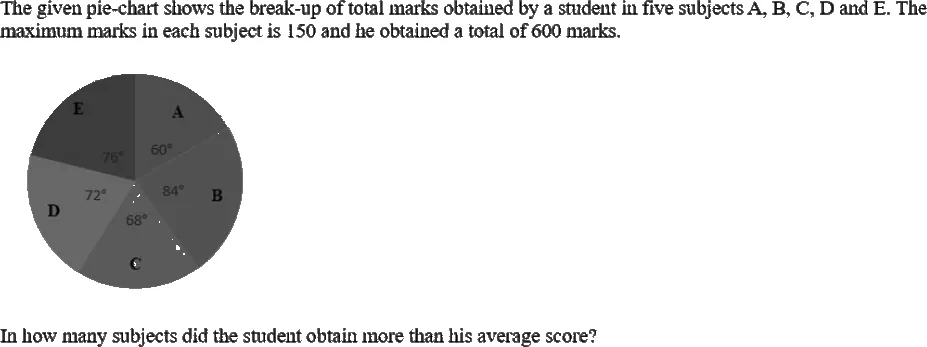 The given pie-chart shows the break-up of total marks obtained by a student in five subjects A, B, C, D and E. The
maximum marks in each subject is 150 and he obtained a total of 600 marks.
E
A
76°
60°
72°
84°
B
D
68°
C
In how many subjects did the student obtain more than his average score?